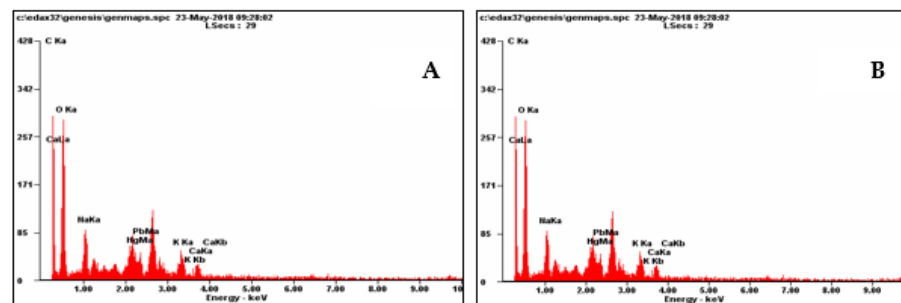 c:\edax32\genesis\genmaps.spc 23-May-2018 09:28:02
LSecs : 29
428
C Ka
A
342
O Ka
257
CaLa
171
NaKa
PbMa
85
HgMa
K Ka
CaKb
CaKa
K Kb
0
1.00 2.00 3.00 4.00 5.00 6.00 7.00 8.00 9.00 10
Energy - keV
c:\edax32\genesis\genmaps.spc 23-May-2018 09:28:02
LSecs : 29
428
C Ka
B
342
O Ka
257
CaLa
171
NaKa
PbMa
85
HgMa
K Ka
CaKb
CaKa
K Kb
0
1.00 2.00 3.00 4.00 5.00 6.00 7.00 8.00 9.00
Energy - keV